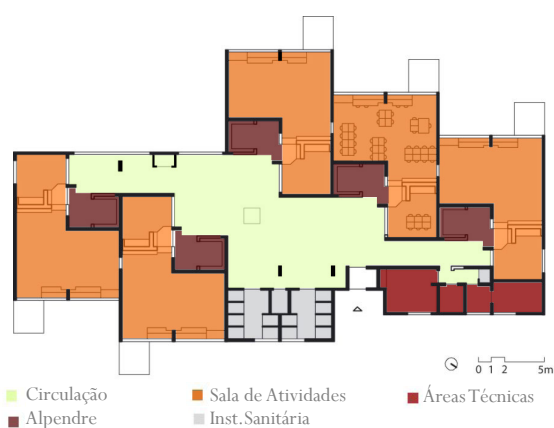 0 1 2 5m
Circulação Sala de Atividades Áreas Técnicas
Alpendre Inst.Sanitária